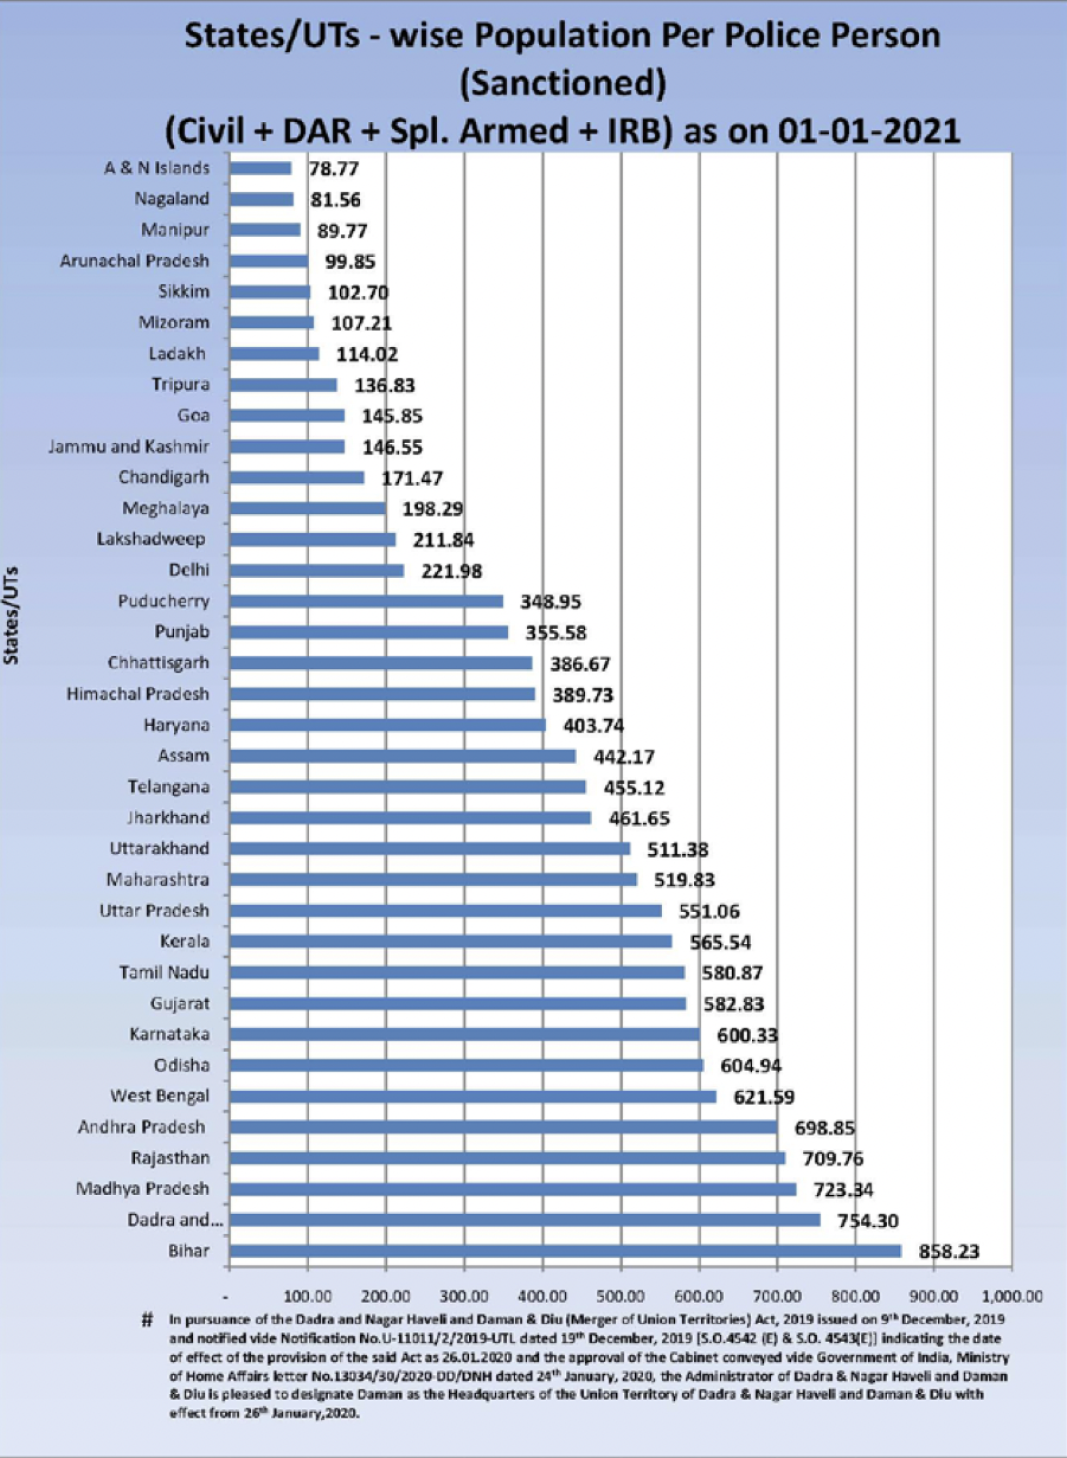 States/UTs - wise Population Per Police Person
(Sanctioned)
(Civil + DAR + Spl. Armed + IRB) as on 01-01-2021
States/UTs
A & N Islands 78.77
Nagaland 81.56
Manipur 89.77
Arunachal Pradesh 99.85
Sikkim 102.70
Mizoram 107.21
Ladakh 114.02
Tripura 136.83
Goa 145.85
Jammu and Kashmir 146.55
Chandigarh 171.47
Meghalaya 198.29
Lakshadweep 211.84
Delhi 221.98
Puducherry 348.95
Punjab 355.58
Chhattisgarh 386.67
Himachal Pradesh 389.73
Haryana 403.74
Assam 442.17
Telangana 455.12
Jharkhand 461.65
Uttarakhand 511.38
Maharashtra 519.83
Uttar Pradesh 551.06
Kerala 565.54
Tamil Nadu 580.87
Gujarat 582.83
Karnataka 600.33
Odisha 604.94
West Bengal 621.59
Andhra Pradesh 698.85
Rajasthan 709.76
Madhya Pradesh 723.34
Dadra and... 754.30
Bihar 858.23
- 100.00 200.00 300.00 400.00 500.00 600.00 700.00 800.00 900.00 1,000.00
# In pursuance of the Dadra and Nagar Haveli and Daman & Diu (Merger of Union Territories) Act, 2019 issued on 9th December, 2019
and notified vide Notification No.U-11011/2/2019-UTL dated 19th December, 2019 [S.O.4542 (E) & S.O. 4543(E)] indicating the date
of effect of the provision of the said Act as 26.01.2020 and the approval of the Cabinet conveyed vide Government of India, Ministry
of Home Affairs letter No.13034/30/2020-DD/DNH dated 24th January, 2020, the Administrator of Dadra & Nagar Haveli and Daman
& Diu is pleased to designate Daman as the Headquarters of the Union Territory of Dadra & Nagar Haveli and Daman & Diu with
effect from 26th January,2020.